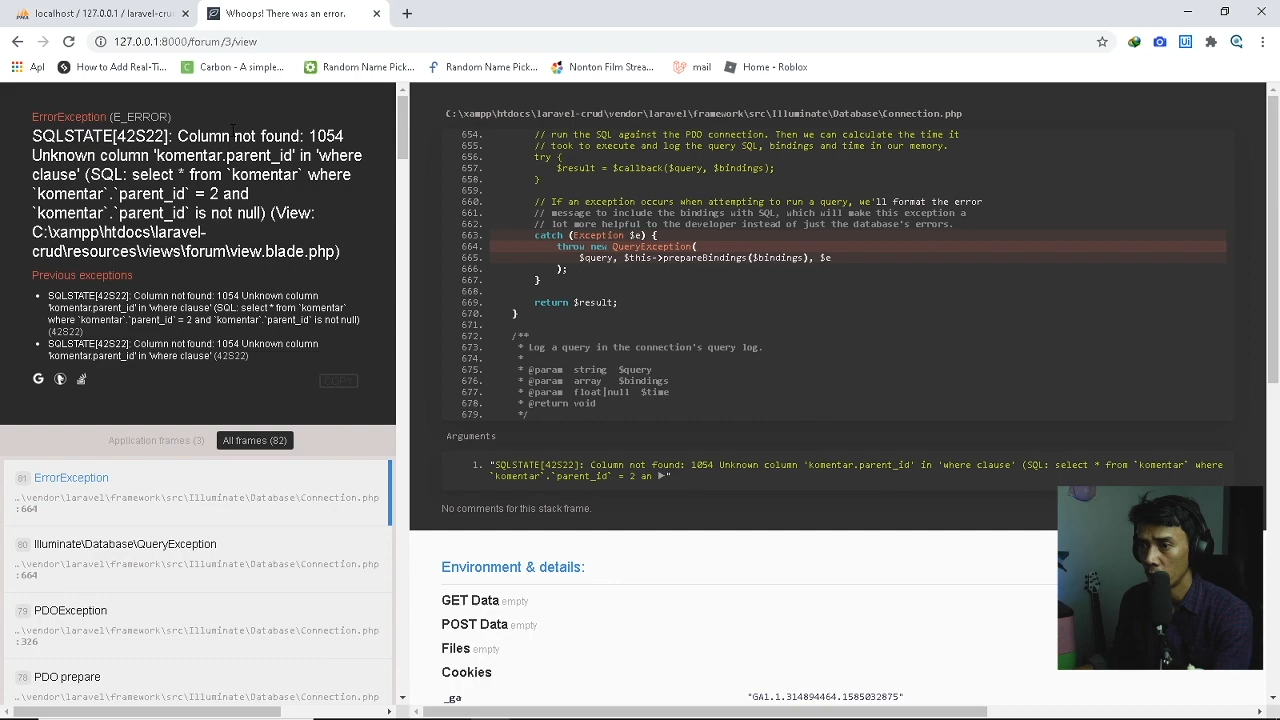 localhost / 127.0.0.1 / laravel-cru
Whoops! There was an error.
127.0.0.1:8000/forum/3/view
Apl
How to Add Real-Ti...
Carbon - A simple...
Random Name Pick...
Random Name Pick...
Nonton Film Strea...
mail
Home - Roblox
ErrorException (E_ERROR)
SQLSTATE[42S22]: Column not found: 1054
Unknown column 'komentar.parent_id' in 'where
clause' (SQL: select * from `komentar` where
`komentar`.`parent_id` = 2 and
`komentar`.`parent_id` is not null) (View:
C:\xampp\htdocs\laravel-
crud\resources\views\forum\view.blade.php)
Previous exceptions
• SQLSTATE[42S22]: Column not found: 1054 Unknown column
'komentar.parent_id' in 'where clause' (SQL: select * from `komentar`
where `komentar`.`parent_id` = 2 and `komentar`.`parent_id` is not null)
(42S22)
• SQLSTATE[42S22]: Column not found: 1054 Unknown column
'komentar.parent_id' in 'where clause' (42S22)
COPY
Application frames (3)
All frames (82)
81 ErrorException
…\vendor\laravel\framework\src\Illuminate\Database\Connection.php
:664
80 Illuminate\Database\QueryException
…\vendor\laravel\framework\src\Illuminate\Database\Connection.php
:664
79 PDOException
…\vendor\laravel\framework\src\Illuminate\Database\Connection.php
:326
78 PDO prepare
…\vendor\laravel\framework\src\Illuminate\Database\Connection.php
C:\xampp\htdocs\laravel-crud\vendor\laravel\framework\src\Illuminate\Database\Connection.php
654. // run the SQL against the PDO connection. Then we can calculate the time it
655. // took to execute and log the query SQL, bindings and time in our memory.
656. try {
657. $result = $callback($query, $bindings);
658. }
659.
660. // If an exception occurs when attempting to run a query, we'll format the error
661. // message to include the bindings with SQL, which will make this exception a
662. // lot more helpful to the developer instead of just the database's errors.
663. catch (Exception $e) {
664. throw new QueryException(
665. $query, $this->prepareBindings($bindings), $e
666. );
667. }
668.
669. return $result;
670. }
671.
672. /**
673. * Log a query in the connection's query log.
674. *
675. * @param string $query
676. * @param array $bindings
677. * @param float|null $time
678. * @return void
679. */
Arguments
1. "SQLSTATE[42S22]: Column not found: 1054 Unknown column 'komentar.parent_id' in 'where clause' (SQL: select * from `komentar` where
`komentar`.`parent_id` = 2 an ▶"
No comments for this stack frame.
Environment & details:
GET Data empty
POST Data empty
Files empty
Cookies
_ga "GA1.1.314894464.1585032875"